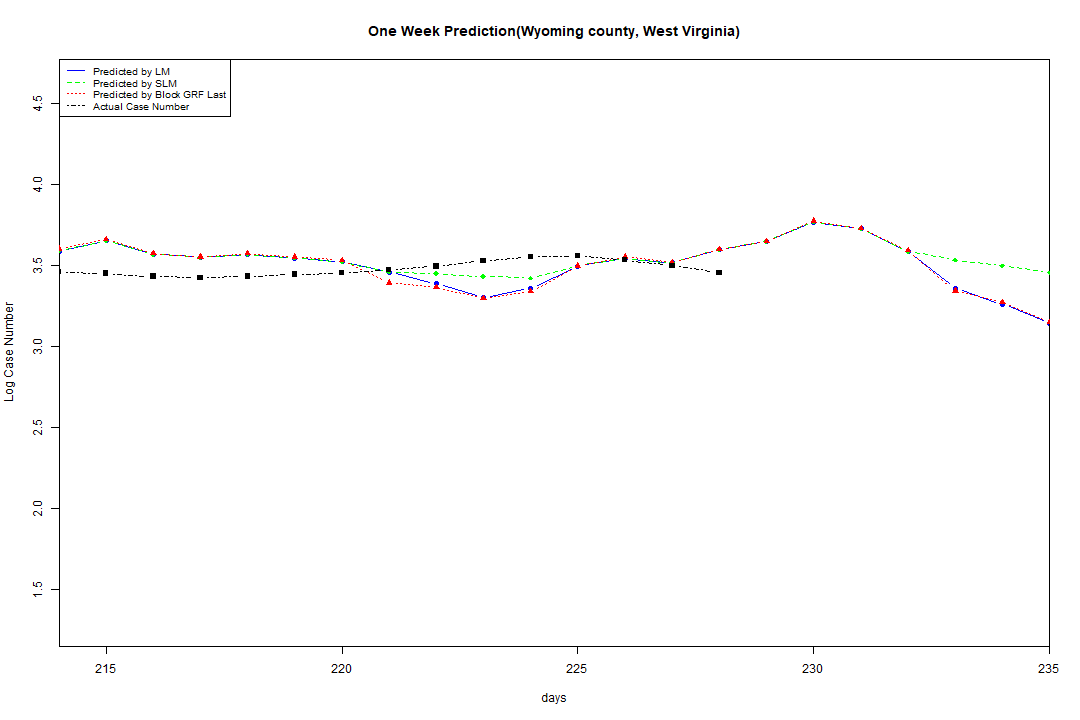 One Week Prediction(Wyoming county, West Virginia)
Predicted by LM
Predicted by SLM
Predicted by Block GRF Last
Actual Case Number
4.5
4.0
3.5
3.0
2.5
2.0
1.5
Log Case Number
215 220 225 230 235
days